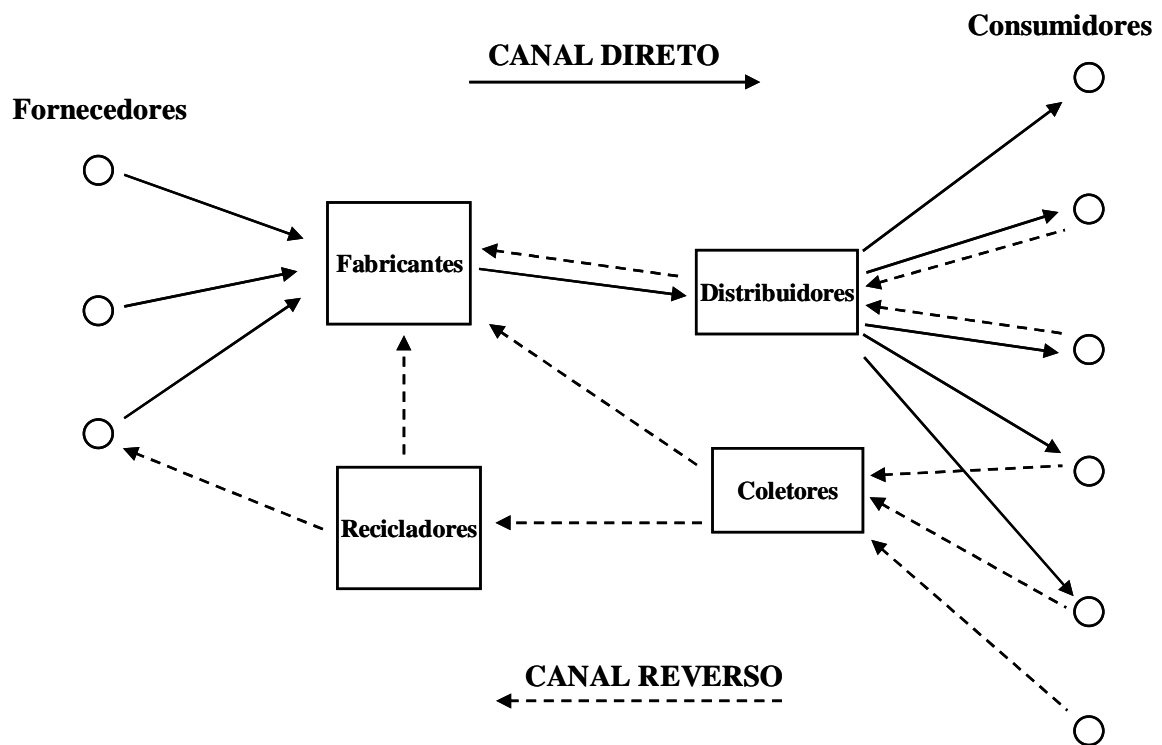 Consumidores
CANAL DIRETO
Fornecedores
Fabricantes
Distribuidores
Coletores
Recicladores
CANAL REVERSO